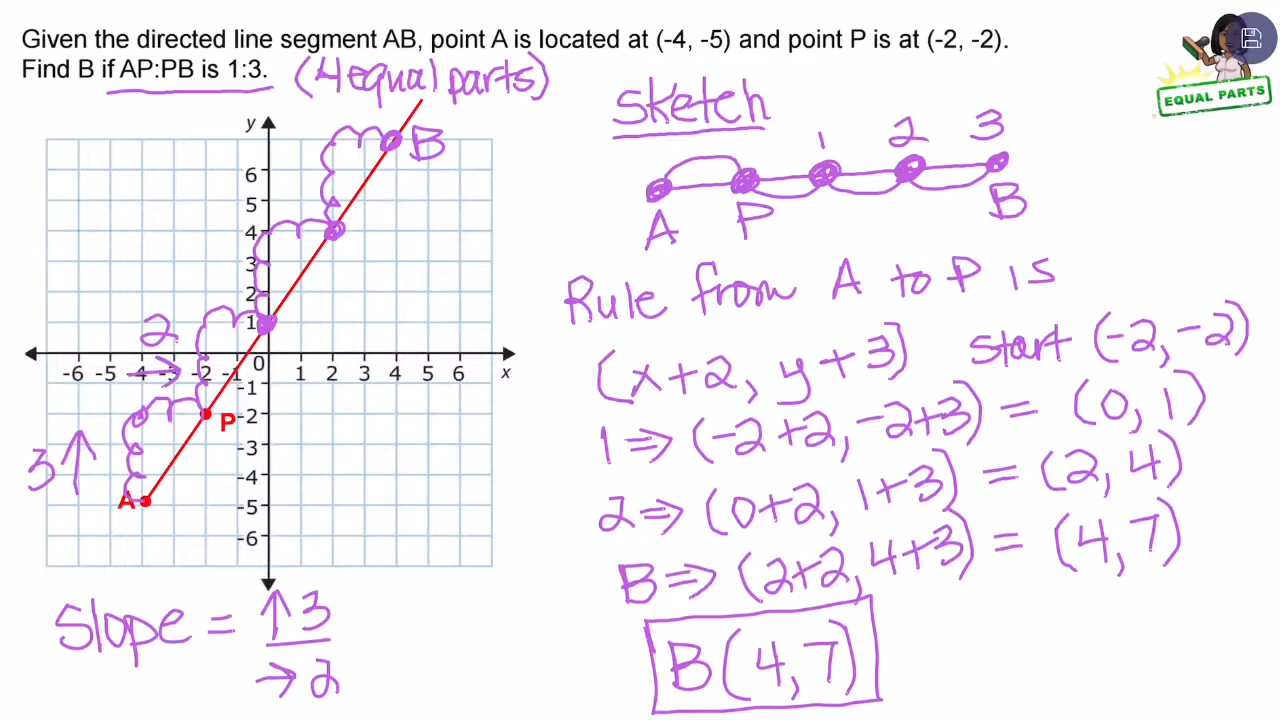 Given the directed line segment AB, point A is located at (-4, -5) and point P is at (-2, -2).
Find B if AP:PB is 1:3. (4 equal parts)
EQUAL PARTS
Sketch
1 2 3
A P B
y
B
6
5
4
3
2
1
0
-6 -5 -4 -3 -2 -1 1 2 3 4 5 6 x
-1
-2
-3
-4
-5
-6
2
P
3
A
Rule from A to P is
(x+2, y+3) start (-2, -2)
1 ⇒ (-2+2, -2+3) = (0, 1)
2 ⇒ (0+2, 1+3) = (2, 4)
B ⇒ (2+2, 4+3) = (4, 7)
B(4, 7)
Slope = ↑3
→2